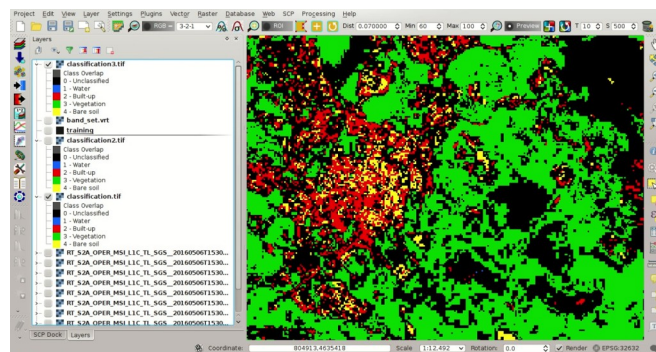 Project Edit View Layer Settings Plugins Vector Raster Database Web SCP Processing Help
RGB = 3-2-1 ROI Dist 0.070000 Min 60 Max 100 Preview T 10 S 500
Layers
classification3.tif
Class Overlap
0 - Unclassified
1 - Water
2 - Built-up
3 - Vegetation
4 - Bare soil
band_set.vrt
training
classification2.tif
Class Overlap
0 - Unclassified
1 - Water
2 - Built-up
3 - Vegetation
4 - Bare soil
classification.tif
Class Overlap
0 - Unclassified
1 - Water
2 - Built-up
3 - Vegetation
4 - Bare soil
RT_S2A_OPER_MSI_L1C_TL_SGS__20160506T1530...
RT_S2A_OPER_MSI_L1C_TL_SGS__20160506T1530...
RT_S2A_OPER_MSI_L1C_TL_SGS__20160506T1530...
RT_S2A_OPER_MSI_L1C_TL_SGS__20160506T1530...
RT_S2A_OPER_MSI_L1C_TL_SGS__20160506T1530...
RT_S2A_OPER_MSI_L1C_TL_SGS__20160506T1530...
RT_S2A_OPER_MSI_L1C_TL_SGS__20160506T1530...
RT_S2A_OPER_MSI_L1C_TL_SGS__20160506T1530...
SCP Dock Layers
Coordinate: 804913,4635418 Scale 1:12.492 Rotation: 0.0 Render EPSG:32632